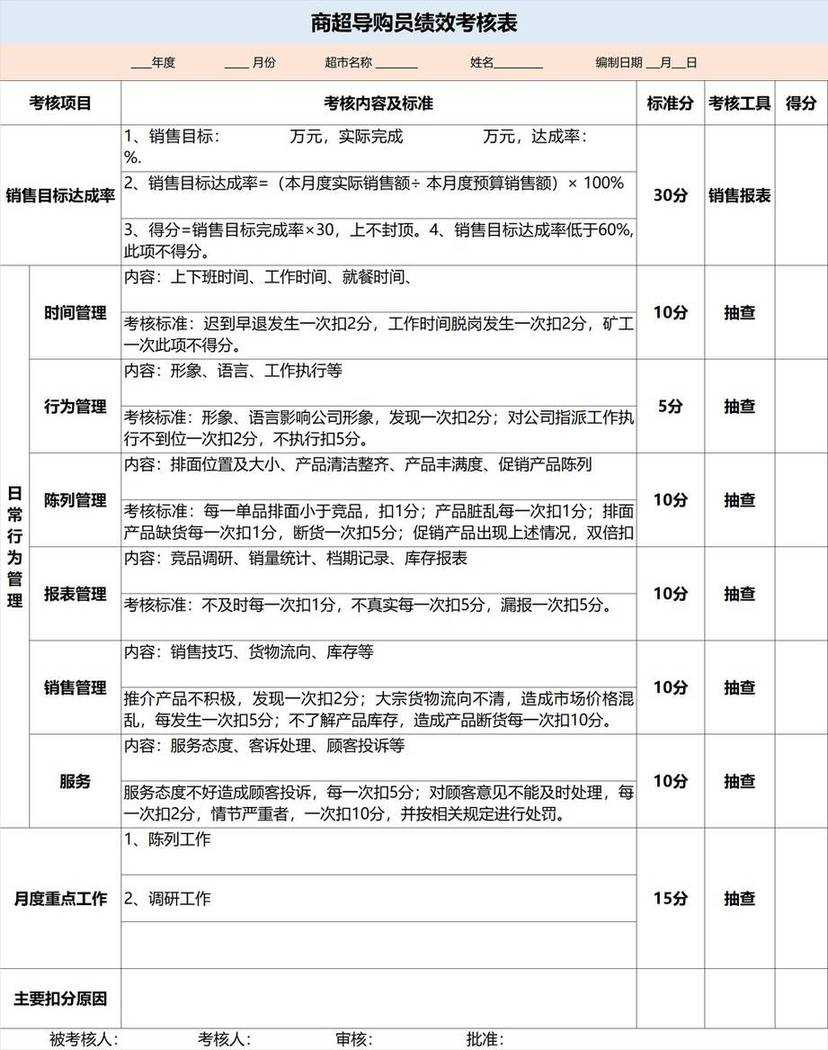 商超导购员绩效考核表
___年度 ____ 月份 超市名称 _______ 姓名________ 编制日期 __月__日
考核项目 考核内容及标准 标准分 考核工具 得分
销售目标达成率
1、销售目标： 万元，实际完成 万元，达成率：
%.
2、销售目标达成率=（本月度实际销售额÷ 本月度预算销售额）× 100%
3、得分=销售目标完成率×30，上不封顶。4、销售目标达成率低于60%,
此项不得分。
30分 销售报表
日常行为管理
时间管理
内容：上下班时间、工作时间、就餐时间、
考核标准：迟到早退发生一次扣2分，工作时间脱岗发生一次扣2分，矿工
一次此项不得分。
10分 抽查
行为管理
内容：形象、语言、工作执行等
考核标准：形象、语言影响公司形象，发现一次扣2分；对公司指派工作执
行不到位一次扣2分，不执行扣5分。
5分 抽查
陈列管理
内容：排面位置及大小、产品清洁整齐、产品丰满度、促销产品陈列
考核标准：每一单品排面小于竞品，扣1分；产品脏乱每一次扣1分；排面
产品缺货每一次扣1分，断货一次扣5分；促销产品出现上述情况，双倍扣
10分 抽查
报表管理
内容：竞品调研、销量统计、档期记录、库存报表
考核标准：不及时每一次扣1分，不真实每一次扣5分，漏报一次扣5分。
10分 抽查
销售管理
内容：销售技巧、货物流向、库存等
推介产品不积极，发现一次扣2分；大宗货物流向不清，造成市场价格混
乱，每发生一次扣5分；不了解产品库存，造成产品断货每一次扣10分。
10分 抽查
服务
内容：服务态度、客诉处理、顾客投诉等
服务态度不好造成顾客投诉，每一次扣5分；对顾客意见不能及时处理，每
一次扣2分，情节严重者，一次扣10分，并按相关规定进行处罚。
10分 抽查
月度重点工作
1、陈列工作
2、调研工作
15分 抽查
主要扣分原因
被考核人： 考核人： 审核： 批准：